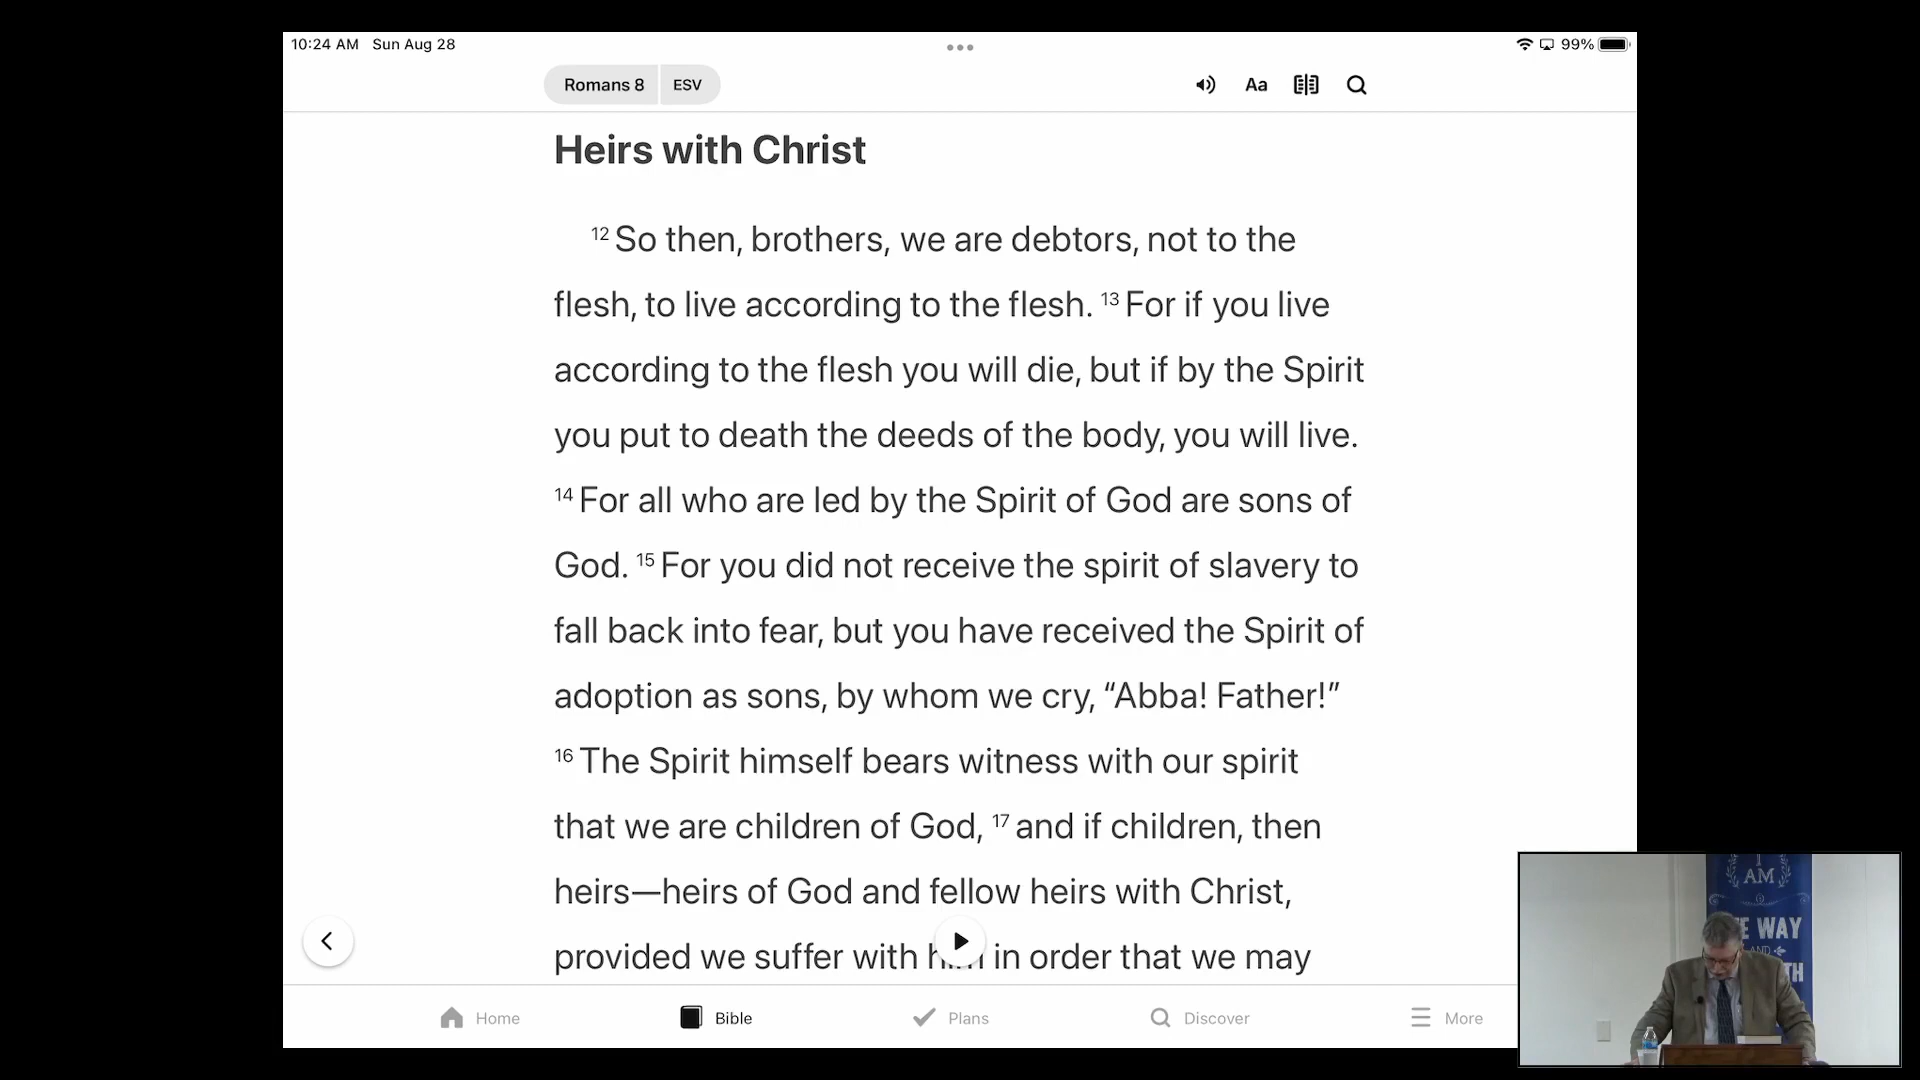 10:24 AM Sun Aug 28
99%
Romans 8 ESV
Aa
Heirs with Christ
12 So then, brothers, we are debtors, not to the
flesh, to live according to the flesh. 13 For if you live
according to the flesh you will die, but if by the Spirit
you put to death the deeds of the body, you will live.
14 For all who are led by the Spirit of God are sons of
God. 15 For you did not receive the spirit of slavery to
fall back into fear, but you have received the Spirit of
adoption as sons, by whom we cry, “Abba! Father!”
16 The Spirit himself bears witness with our spirit
that we are children of God, 17 and if children, then
heirs—heirs of God and fellow heirs with Christ,
provided we suffer with him in order that we may
Home Bible Plans Discover More
I
AM
WAY
AND